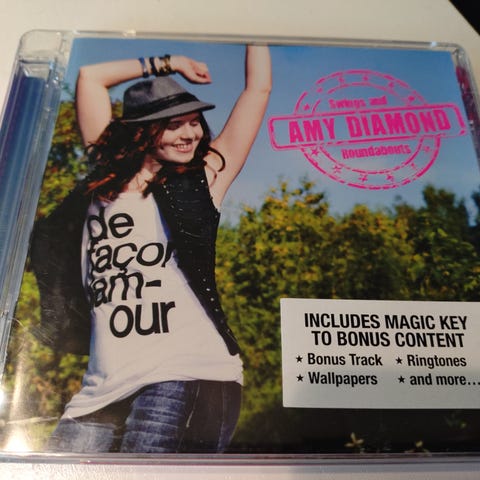 Swings and
AMY DIAMOND
Roundabouts
de
façon
am-
our
INCLUDES MAGIC KEY
TO BONUS CONTENT
★ Bonus Track ★ Ringtones
★ Wallpapers ★ and more...